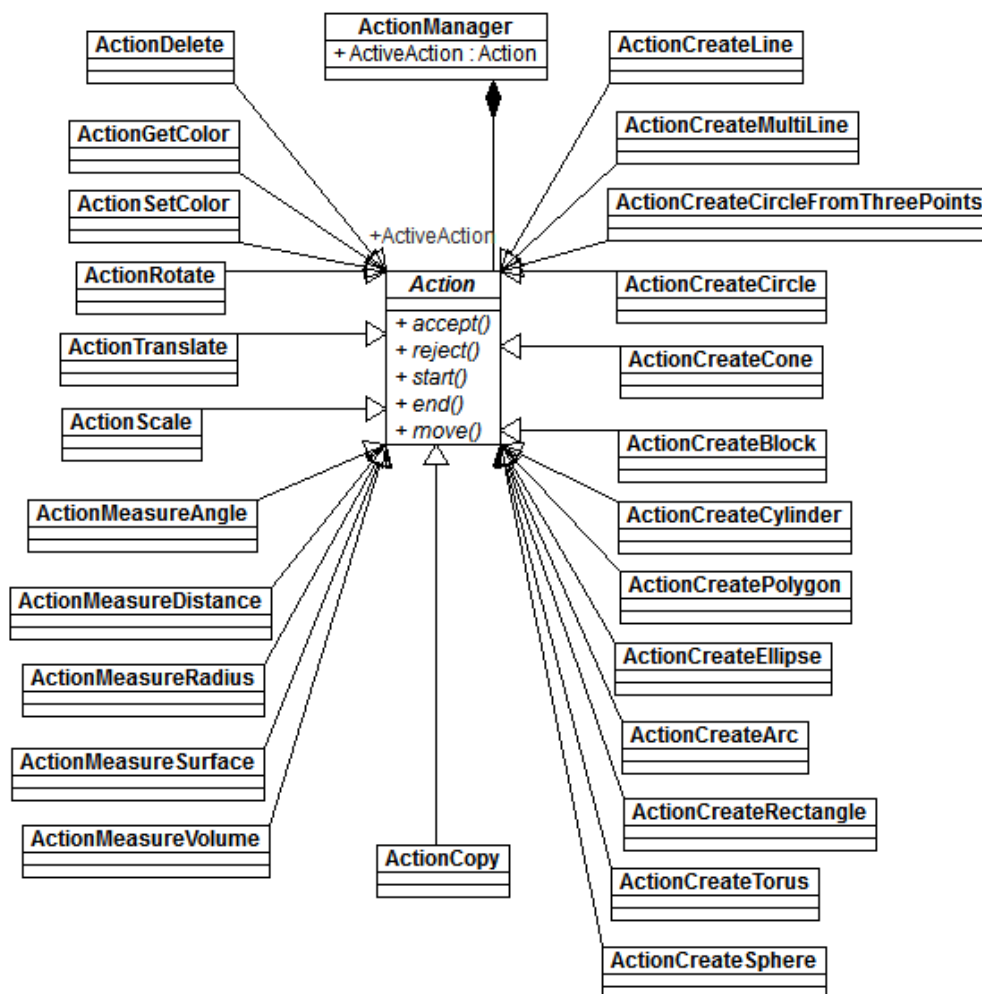 ActionManager
+ ActiveAction : Action
ActionDelete
ActionCreateLine
ActionGetColor
ActionCreateMultiLine
ActionSetColor
ActionCreateCircleFromThreePoints
+ActiveAction
ActionRotate
Action
ActionCreateCircle
+ accept()
+ reject()
+ start()
+ end()
+ move()
ActionTranslate
ActionCreateCone
ActionScale
ActionCreateBlock
ActionMeasureAngle
ActionCreateCylinder
ActionMeasureDistance
ActionCreatePolygon
ActionMeasureRadius
ActionCreateEllipse
ActionMeasureSurface
ActionCreateArc
ActionMeasureVolume
ActionCreateRectangle
ActionCopy
ActionCreateTorus
ActionCreateSphere